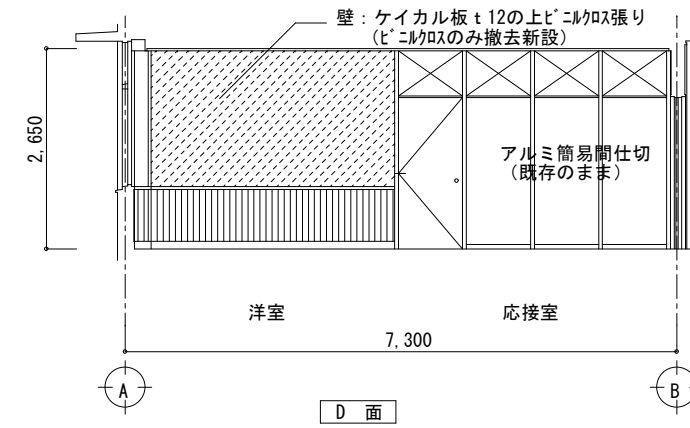 壁：ケイカル板ｔ12の上ﾋﾞﾆﾙｸﾛｽ張り
（ﾋﾞﾆﾙｸﾛｽのみ撤去新設）
2,650
アルミ簡易間仕切
（既存のまま）
洋室
応接室
7,300
A
B
D 面